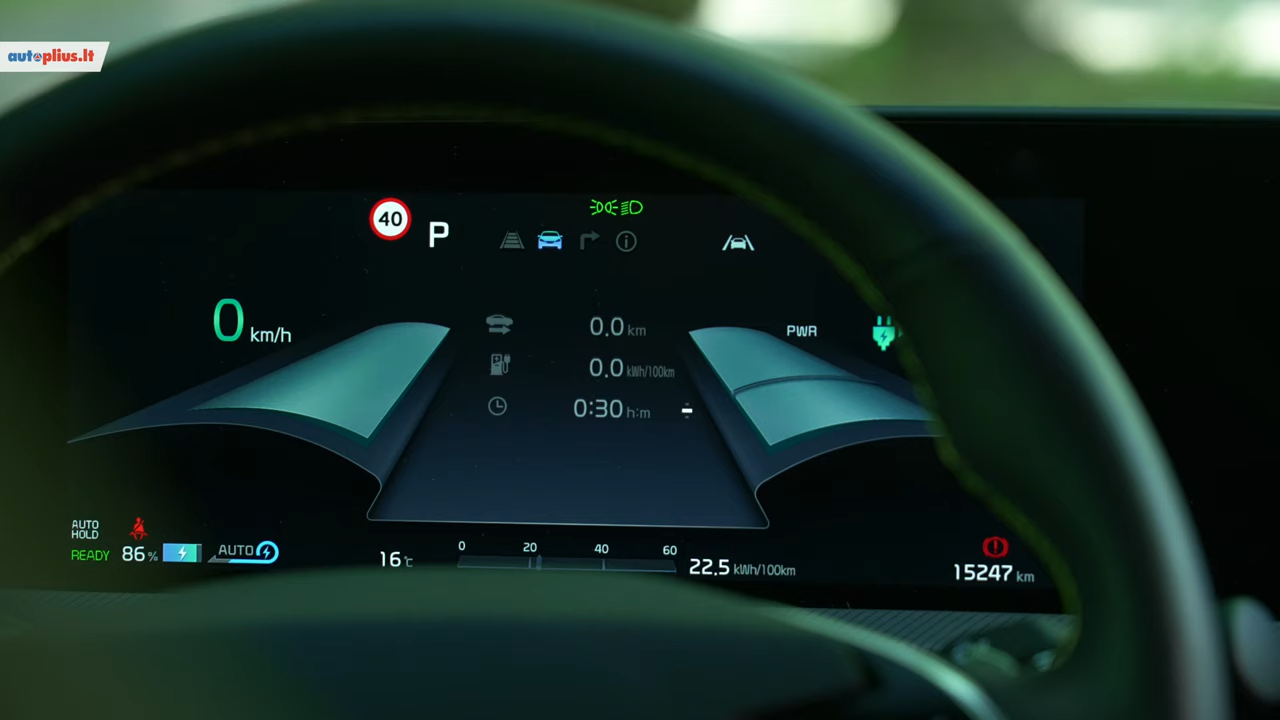 autoplius.lt
40
P
0 km/h
0.0 km
PWR
0.0 kWh/100km
0:30 h:m
AUTO
HOLD
READY 86%
AUTO
16°C
0 20 40 60
22.5 kWh/100km
15247 km